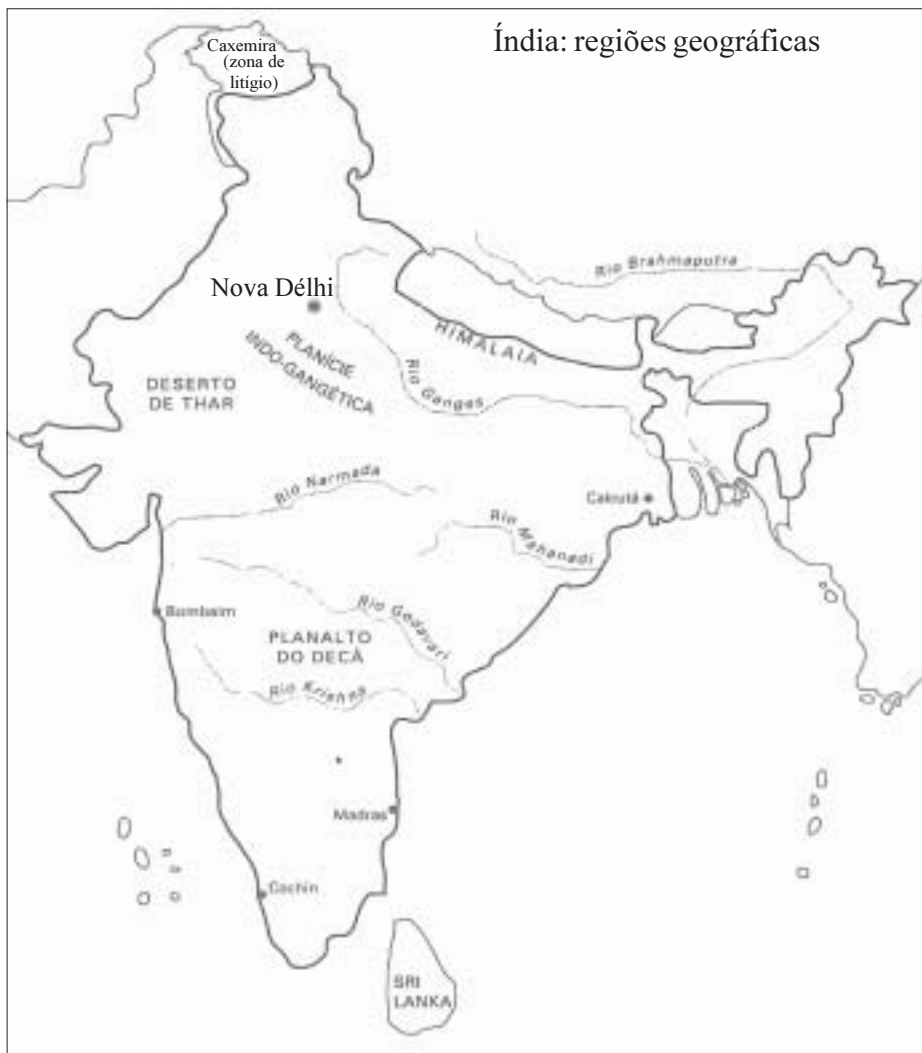 Índia: regiões geográficas
Caxemira
(zona de
litígio)
Rio Brahmaputra
Nova Délhi
HIMALAIA
PLANÍCIE
INDO-GANGÉTICA
Rio Ganges
DESERTO
DE THAR
Rio Narmada
Calcutá
Rio Mahanadi
Bombaim
Rio Godavari
PLANALTO
DO DECÃ
Rio Krishna
Madras
Cochin
SRI
LANKA